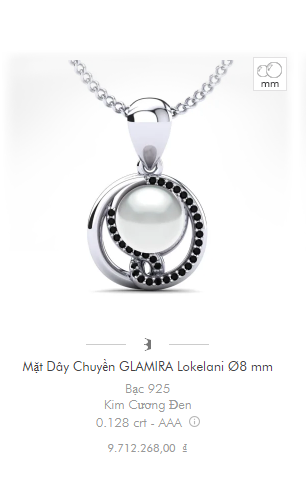 mm
Mặt Dây Chuyền GLAMIRA Lokelani Ø8 mm
Bạc 925
Kim Cương Đen
0.128 crt - AAA
9.712.268,00 ₫